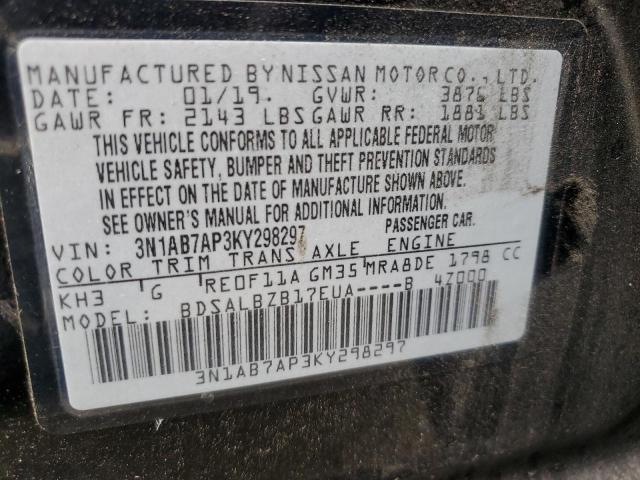 MANUFACTURED BY NISSAN MOTOR CO., LTD.
DATE: 01/19. GVWR: 3876 LBS
GAWR FR: 2143 LBS GAWR RR: 1881 LBS
THIS VEHICLE CONFORMS TO ALL APPLICABLE FEDERAL MOTOR
VEHICLE SAFETY, BUMPER AND THEFT PREVENTION STANDARDS
IN EFFECT ON THE DATE OF MANUFACTURE SHOWN ABOVE.
SEE OWNER'S MANUAL FOR ADDITIONAL INFORMATION.
VIN: 3N1AB7AP3KY298297 PASSENGER CAR.
COLOR TRIM TRANS AXLE ENGINE
KH3 G RE0F11A GM35 MRA8DE 1798 CC
MODEL: BDSALBZB17EUA----B 4Z000
3N1AB7AP3KY298297